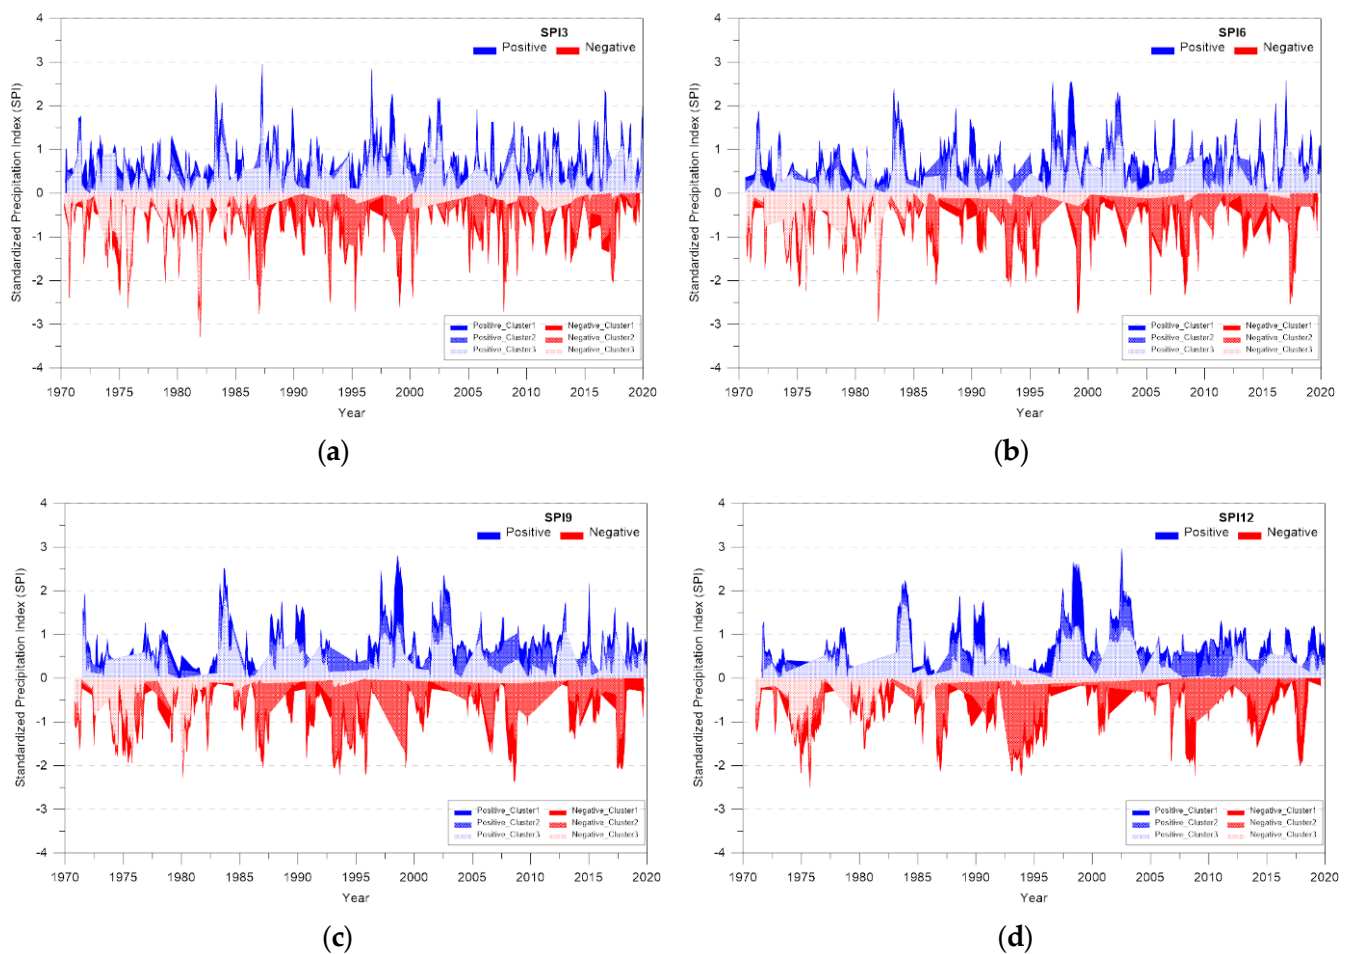 SPI3
Positive Negative
Standardized Precipitation Index (SPI)
4
3
2
1
0
-1
-2
-3
-4
Positive_Cluster1 Negative_Cluster1
Positive_Cluster2 Negative_Cluster2
Positive_Cluster3 Negative_Cluster3
1970 1975 1980 1985 1990 1995 2000 2005 2010 2015 2020
Year
(a)
SPI6
Positive Negative
Standardized Precipitation Index (SPI)
4
3
2
1
0
-1
-2
-3
-4
Positive_Cluster1 Negative_Cluster1
Positive_Cluster2 Negative_Cluster2
Positive_Cluster3 Negative_Cluster3
1970 1975 1980 1985 1990 1995 2000 2005 2010 2015 2020
Year
(b)
SPI9
Positive Negative
Standardized Precipitation Index (SPI)
4
3
2
1
0
-1
-2
-3
-4
Positive_Cluster1 Negative_Cluster1
Positive_Cluster2 Negative_Cluster2
Positive_Cluster3 Negative_Cluster3
1970 1975 1980 1985 1990 1995 2000 2005 2010 2015 2020
Year
(c)
SPI12
Positive Negative
Standardized Precipitation Index (SPI)
4
3
2
1
0
-1
-2
-3
-4
Positive_Cluster1 Negative_Cluster1
Positive_Cluster2 Negative_Cluster2
Positive_Cluster3 Negative_Cluster3
1970 1975 1980 1985 1990 1995 2000 2005 2010 2015 2020
Year
(d)